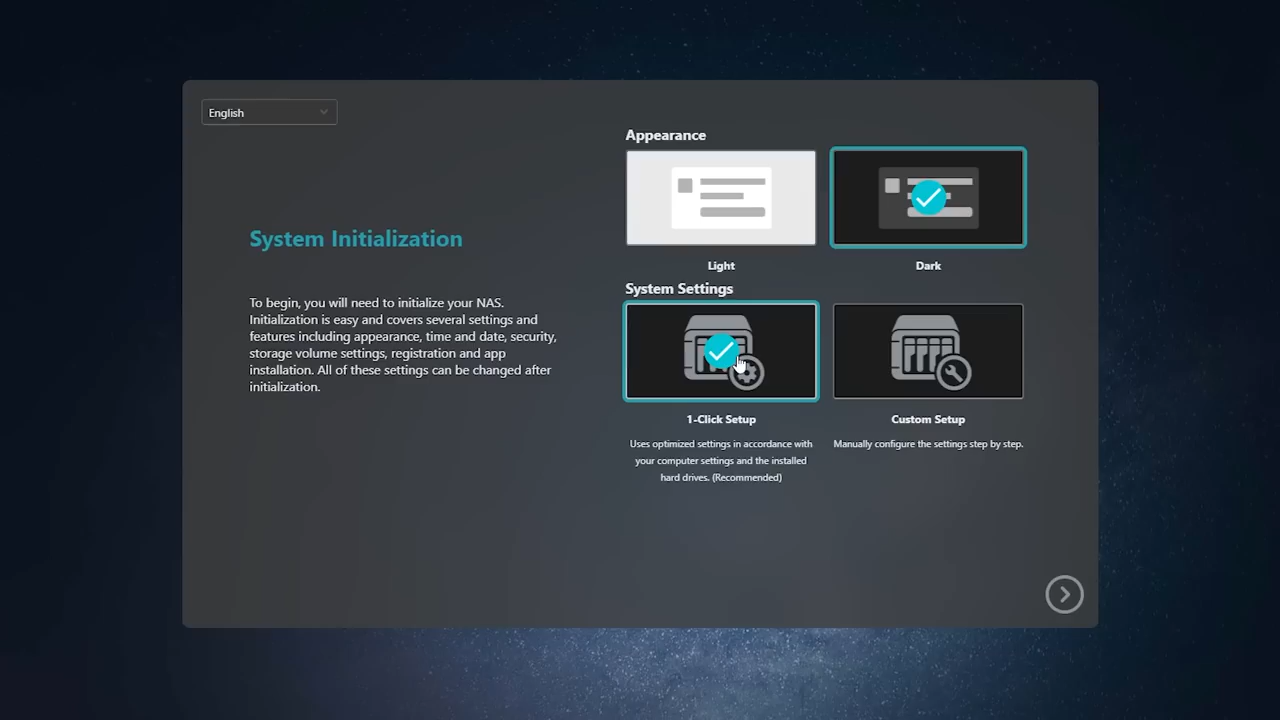 English
System Initialization
To begin, you will need to initialize your NAS.
Initialization is easy and covers several settings and
features including appearance, time and date, security,
storage volume settings, registration and app
installation. All of these settings can be changed after
initialization.
Appearance
Light
Dark
System Settings
1-Click Setup
Uses optimized settings in accordance with
your computer settings and the installed
hard drives. (Recommended)
Custom Setup
Manually configure the settings step by step.